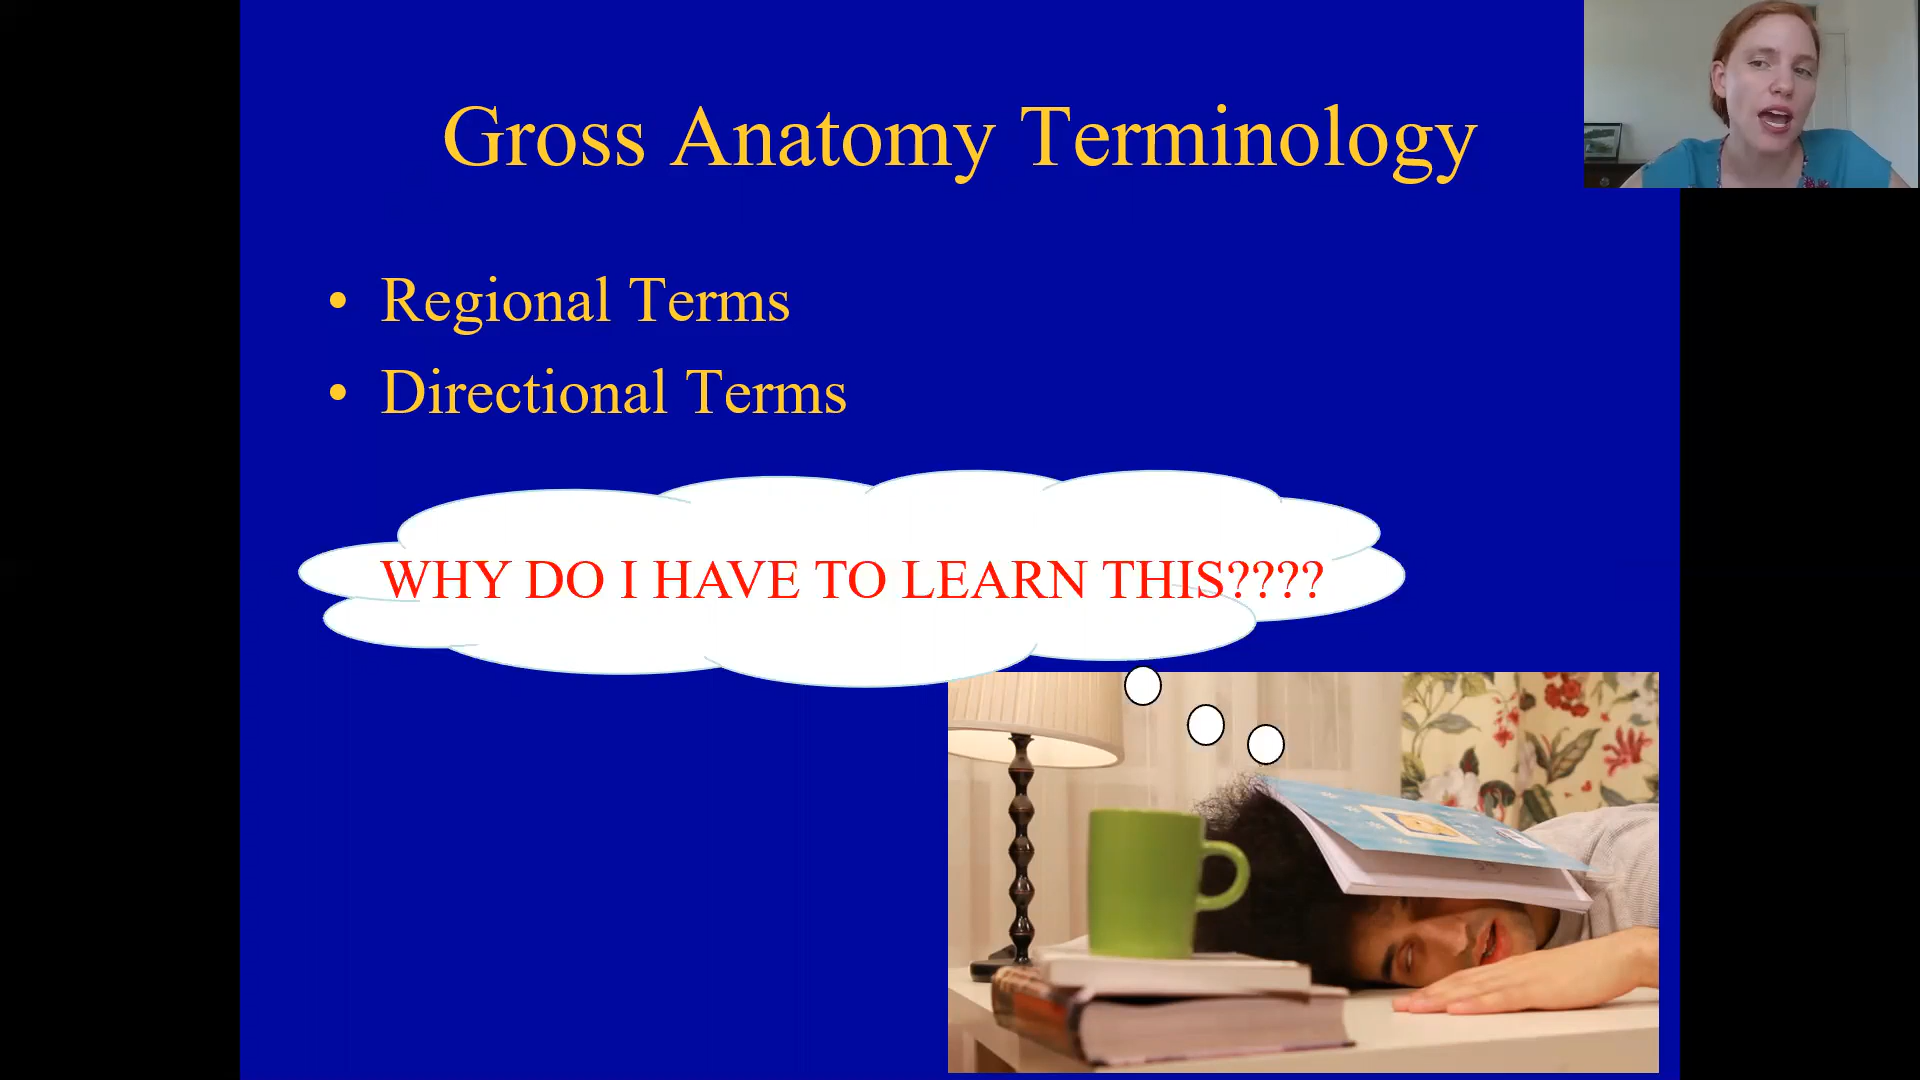 Gross Anatomy Terminology
• Regional Terms
• Directional Terms
WHY DO I HAVE TO LEARN THIS????